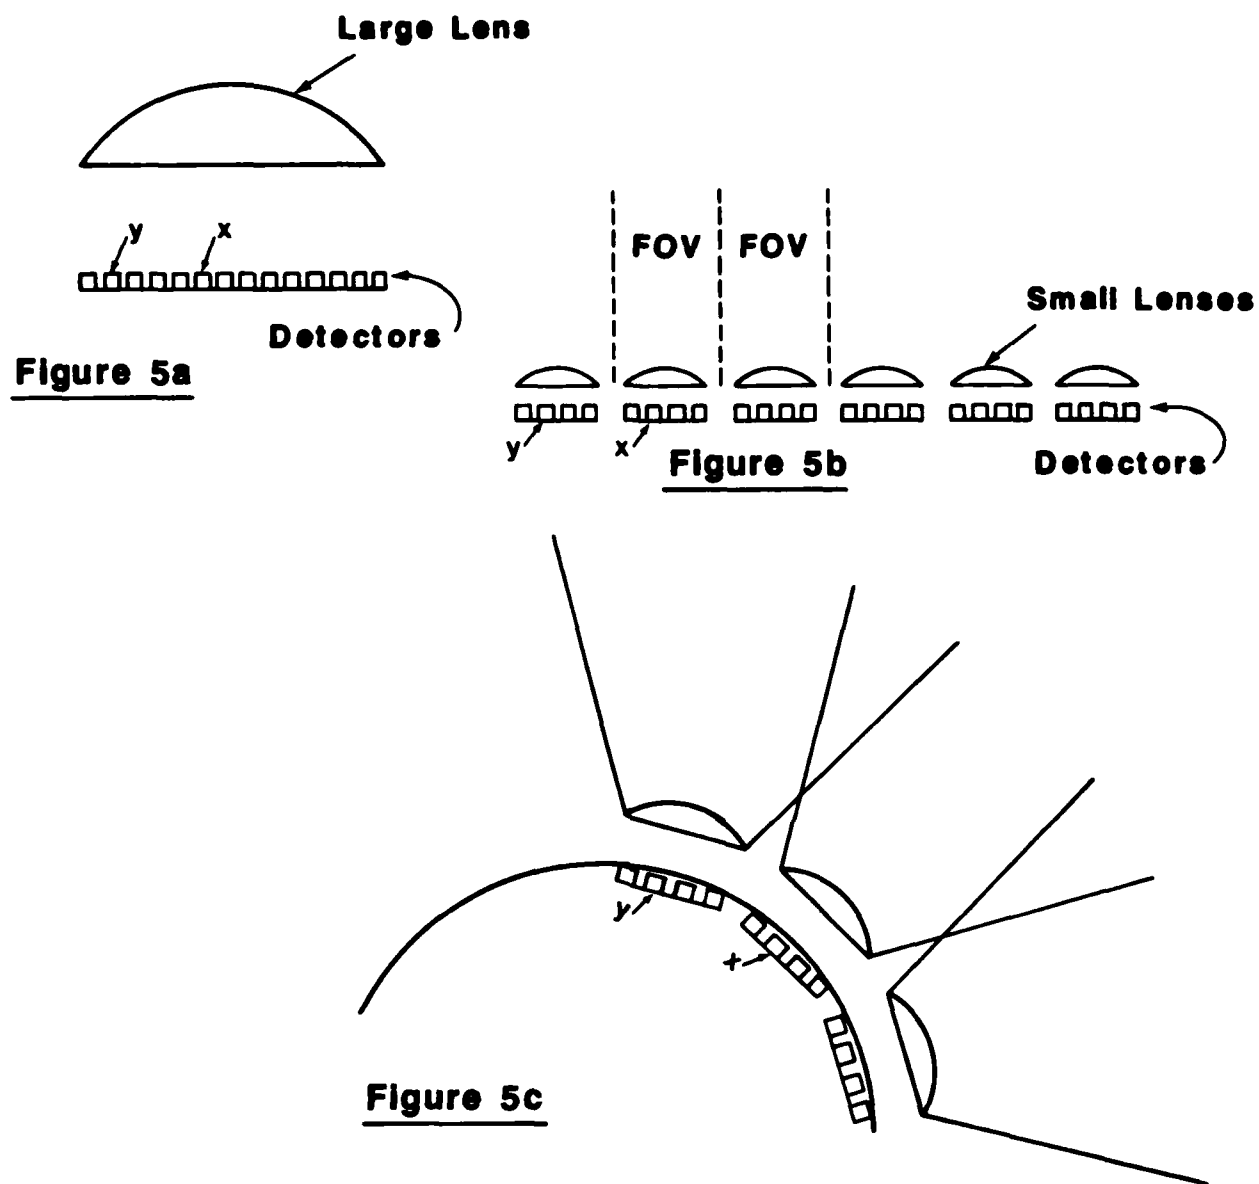 Large Lens
y
x
Detectors
Figure 5a
FOV
FOV
Small Lenses
y
x
Figure 5b
Detectors
y
x
Figure 5c